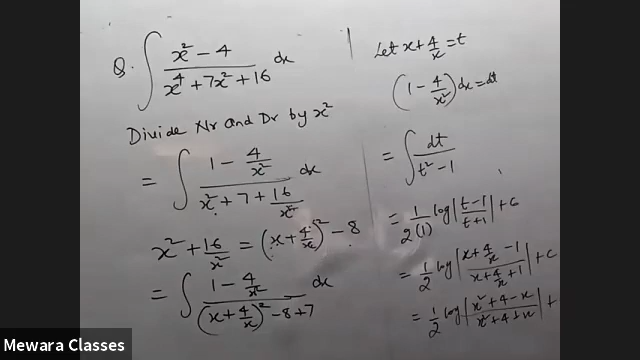 Q. ∫ (x² - 4)/(x⁴ + 7x² + 16) dx
Divide Nr and Dr by x²
= ∫ (1 - 4/x²)/(x² + 7 + 16/x²) dx
x² + 16/x² = (x + 4/x)² - 8
= ∫ (1 - 4/x²)/((x + 4/x)² - 8 + 7) dx
Let x + 4/x = t
(1 - 4/x²) dx = dt
= ∫ dt/(t² - 1)
= 1/2(1) log |(t - 1)/(t + 1)| + C
= 1/2 log |(x + 4/x - 1)/(x + 4/x + 1)| + C
= 1/2 log |(x² + 4 - x)/(x² + 4 + x)| +
Mewara Classes